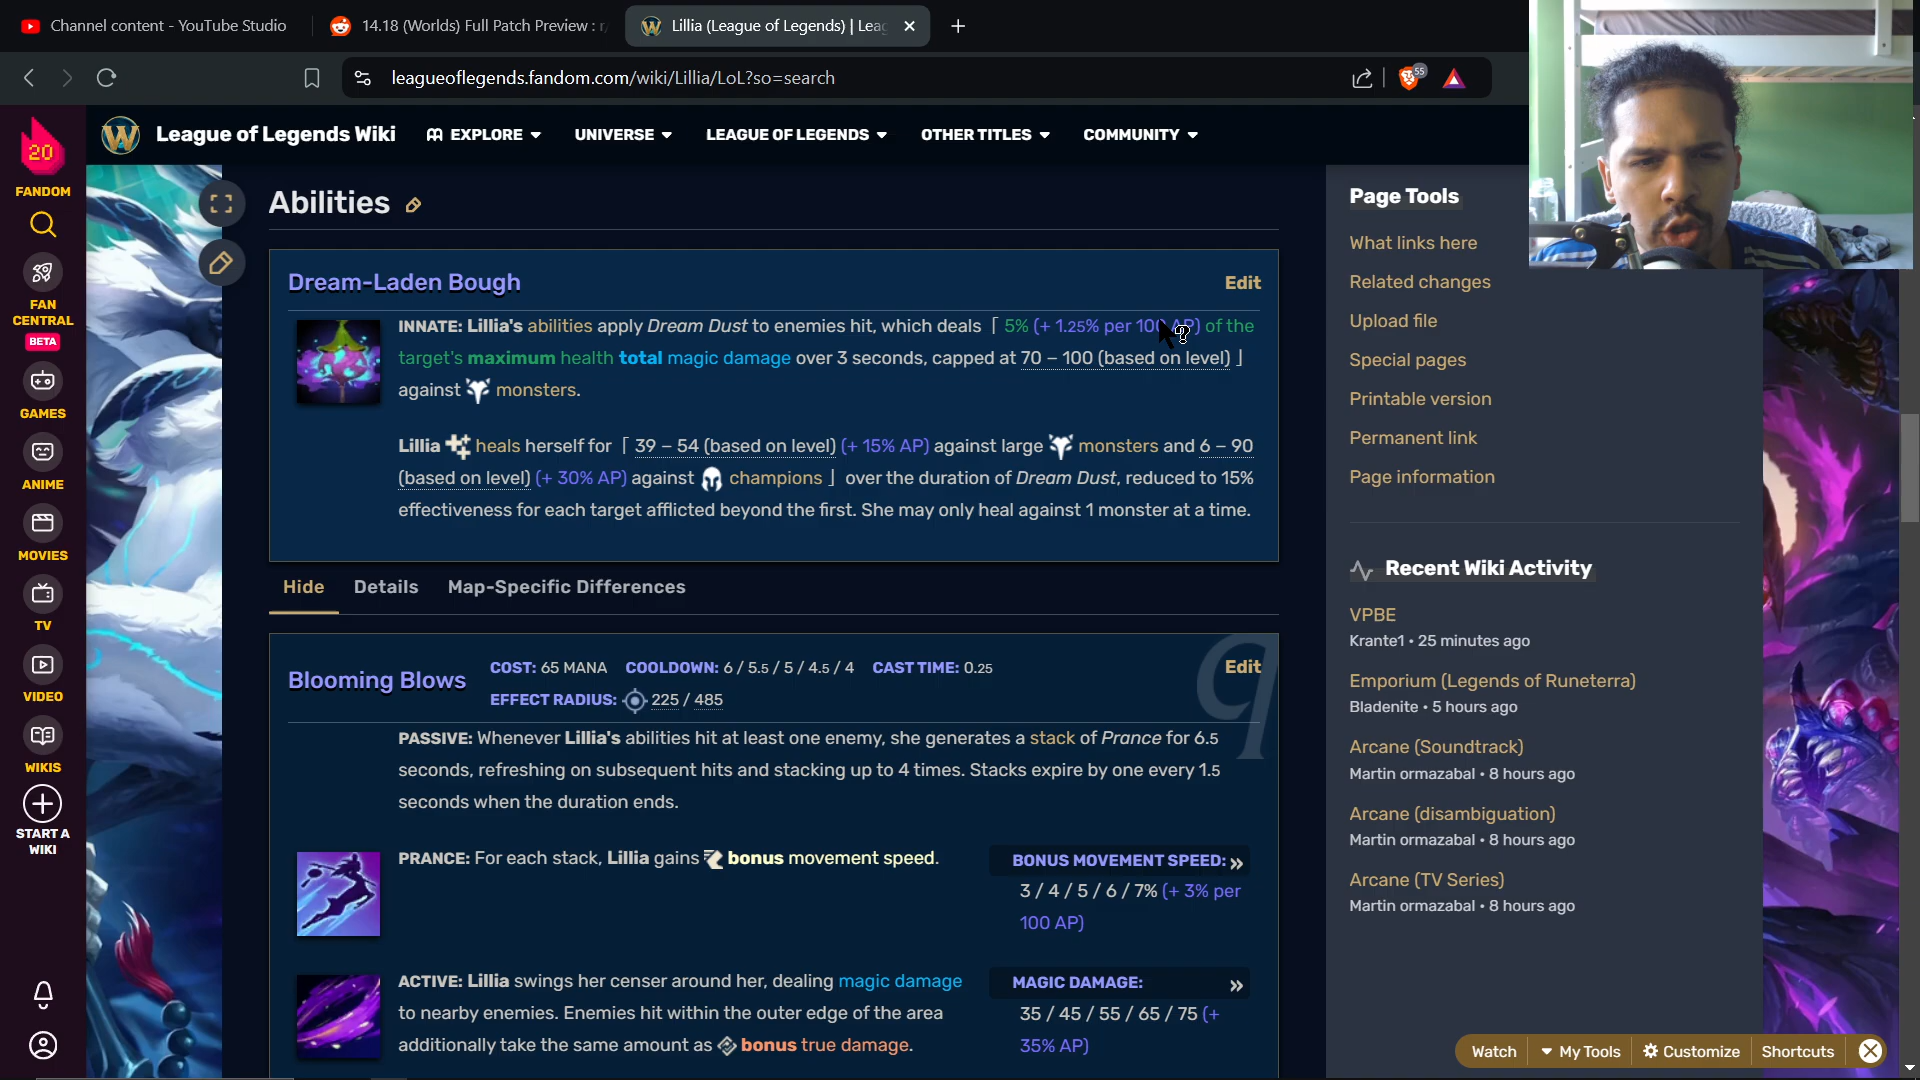 Channel content - YouTube Studio
14.18 (Worlds) Full Patch Preview : r/
Lillia (League of Legends) | Leag
leagueoflegends.fandom.com/wiki/Lillia/LoL?so=search
55
20
FANDOM
FAN
CENTRAL
BETA
GAMES
ANIME
MOVIES
TV
VIDEO
WIKIS
START A
WIKI
League of Legends Wiki
EXPLORE
UNIVERSE
LEAGUE OF LEGENDS
OTHER TITLES
COMMUNITY
Abilities
Dream-Laden Bough
Edit
INNATE: Lillia's abilities apply Dream Dust to enemies hit, which deals ⌈ 5% (+ 1.25% per 100 AP) of the
target's maximum health total magic damage over 3 seconds, capped at 70 – 100 (based on level) ⌋
against monsters.
Lillia heals herself for ⌈ 39 – 54 (based on level) (+ 15% AP) against large monsters and 6 – 90
(based on level) (+ 30% AP) against champions ⌋ over the duration of Dream Dust, reduced to 15%
effectiveness for each target afflicted beyond the first. She may only heal against 1 monster at a time.
Hide
Details
Map-Specific Differences
Blooming Blows
COST: 65 MANA COOLDOWN: 6 / 5.5 / 5 / 4.5 / 4 CAST TIME: 0.25
EFFECT RADIUS: 225 / 485
Edit
q
PASSIVE: Whenever Lillia's abilities hit at least one enemy, she generates a stack of Prance for 6.5
seconds, refreshing on subsequent hits and stacking up to 4 times. Stacks expire by one every 1.5
seconds when the duration ends.
PRANCE: For each stack, Lillia gains bonus movement speed.
BONUS MOVEMENT SPEED: »
3 / 4 / 5 / 6 / 7% (+ 3% per
100 AP)
ACTIVE: Lillia swings her censer around her, dealing magic damage
to nearby enemies. Enemies hit within the outer edge of the area
additionally take the same amount as bonus true damage.
MAGIC DAMAGE: »
35 / 45 / 55 / 65 / 75 (+
35% AP)
Page Tools
What links here
Related changes
Upload file
Special pages
Printable version
Permanent link
Page information
Recent Wiki Activity
VPBE
Krante1 • 25 minutes ago
Emporium (Legends of Runeterra)
Bladenite • 5 hours ago
Arcane (Soundtrack)
Martin ormazabal • 8 hours ago
Arcane (disambiguation)
Martin ormazabal • 8 hours ago
Arcane (TV Series)
Martin ormazabal • 8 hours ago
Watch
My Tools
Customize
Shortcuts